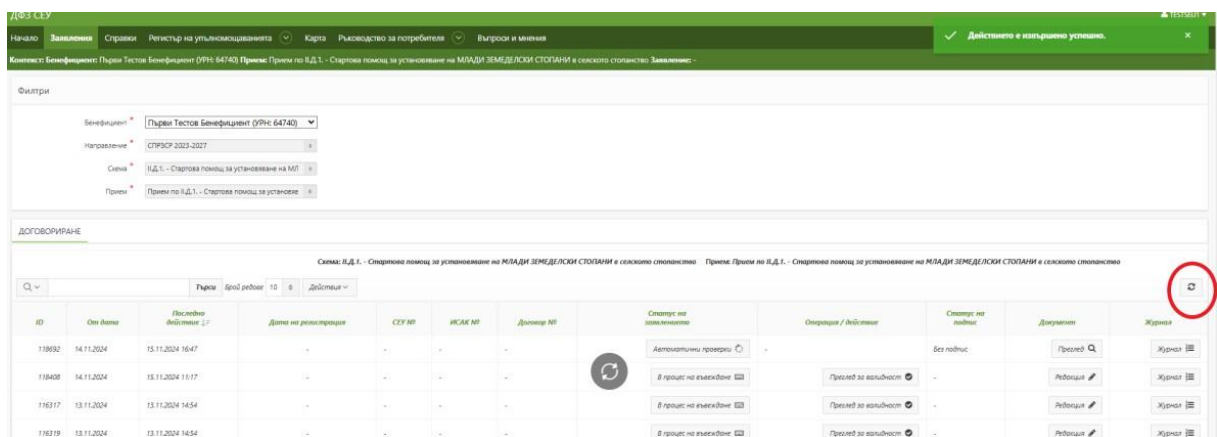 ДФЗ СЕУ
TESTSEU1
Начало Заявления Справки Регистър на упълномощаванията Карта Ръководство за потребителя Въпроси и мнения
Действието е извършено успешно. ×
Контекст: Бенефициент: Първи Тестов Бенефициент (УРН: 64740) Прием: Прием по II.Д.1. - Стартова помощ за установяване на МЛАДИ ЗЕМЕДЕЛСКИ СТОПАНИ в селското стопанство Заявление: -
Филтри
Бенефициент * Първи Тестов Бенефициент (УРН: 64740)
Направление * СПРЗСР 2023-2027
Схема * II.Д.1. - Стартова помощ за установяване на МЛ
Прием * Прием по II.Д.1. - Стартова помощ за установяв
ДОГОВОРИРАНЕ
Схема: II.Д.1. - Стартова помощ за установяване на МЛАДИ ЗЕМЕДЕЛСКИ СТОПАНИ в селското стопанство Прием: Прием по II.Д.1. - Стартова помощ за установяване на МЛАДИ ЗЕМЕДЕЛСКИ СТОПАНИ в селското стопанство
Търси Брой редове 10 Действия
ID От дата Последно действие Дата на регистрация СЕУ № ИСАК № Договор № Статус на заявлението Операция / действие Статус на подпис Документ Журнал
118692 14.11.2024 15.11.2024 16:47 - - - - Автоматични проверки - Без подпис Преглед Журнал
118408 14.11.2024 15.11.2024 11:17 - - - - В процес на въвеждане Преглед за валидност - Редакция Журнал
116317 13.11.2024 13.11.2024 14:54 - - - - В процес на въвеждане Преглед за валидност - Редакция Журнал
116319 13.11.2024 13.11.2024 14:54 - - - - В процес на въвеждане Преглед за валидност - Редакция Журнал